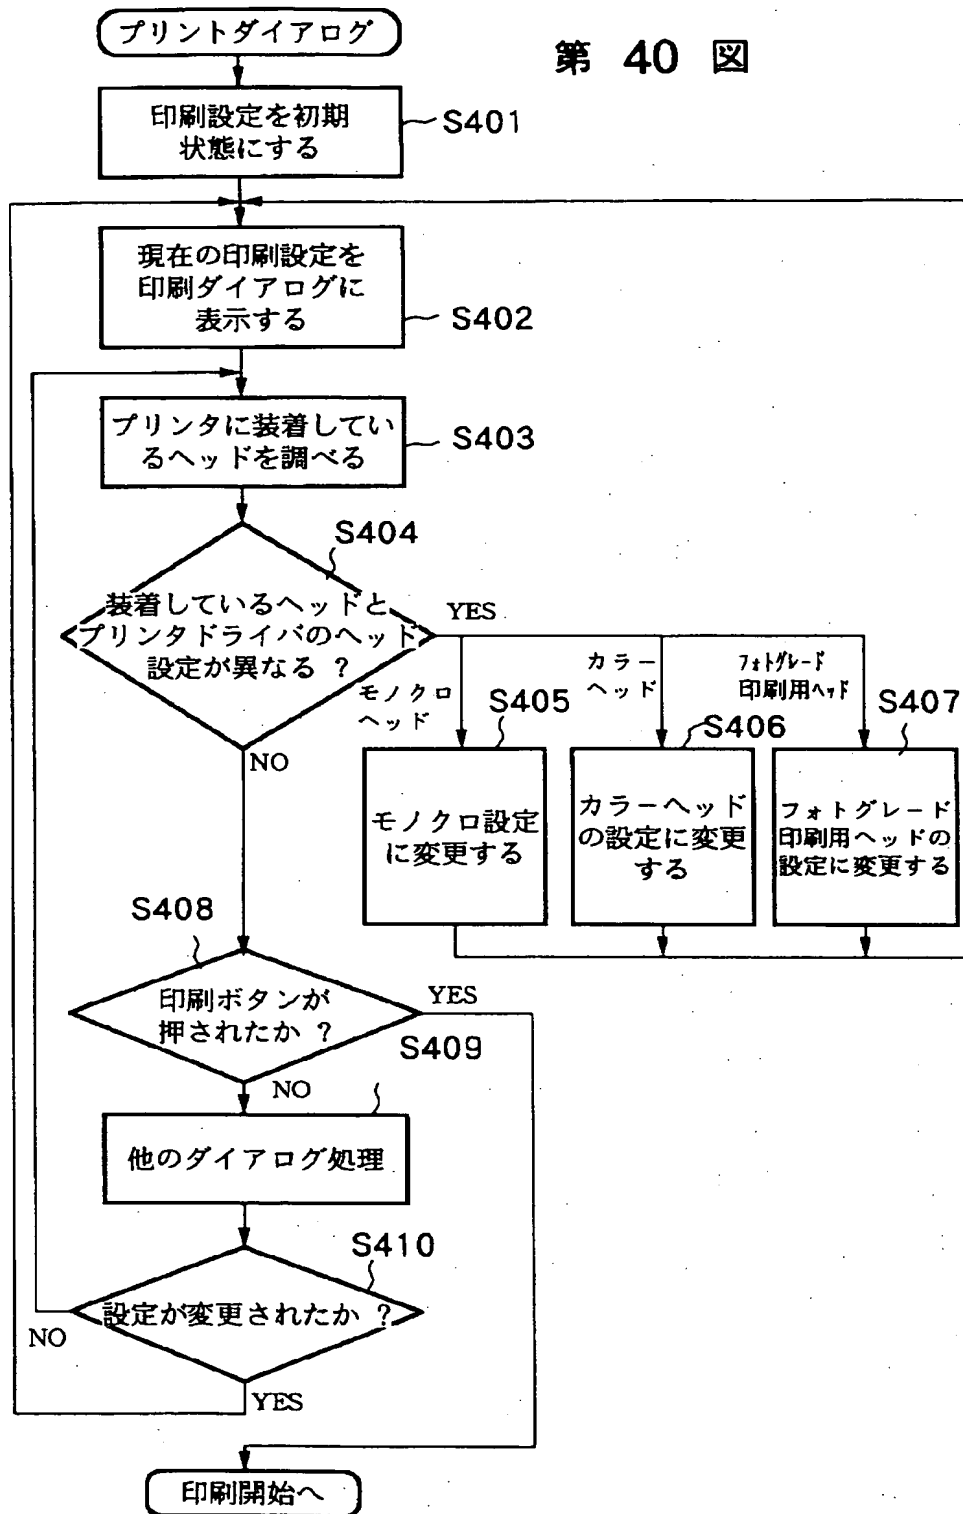 プリントダイアログ
第 40 図
印刷設定を初期
状態にする
S401
現在の印刷設定を
印刷ダイアログに
表示する
S402
プリンタに装着してい
るヘッドを調べる
S403
S404
装着しているヘッドと
プリンタドライバのヘッド
設定が異なる ?
YES
NO
モノクロ
ヘッド
カラー
ヘッド
フォトグレード
印刷用ヘッド
S405
モノクロ設定
に変更する
S406
カラーヘッド
の設定に変更
する
S407
フォトグレード
印刷用ヘッドの
設定に変更する
S408
印刷ボタンが
押されたか ?
YES
NO
S409
他のダイアログ処理
S410
設定が変更されたか ?
NO
YES
印刷開始へ